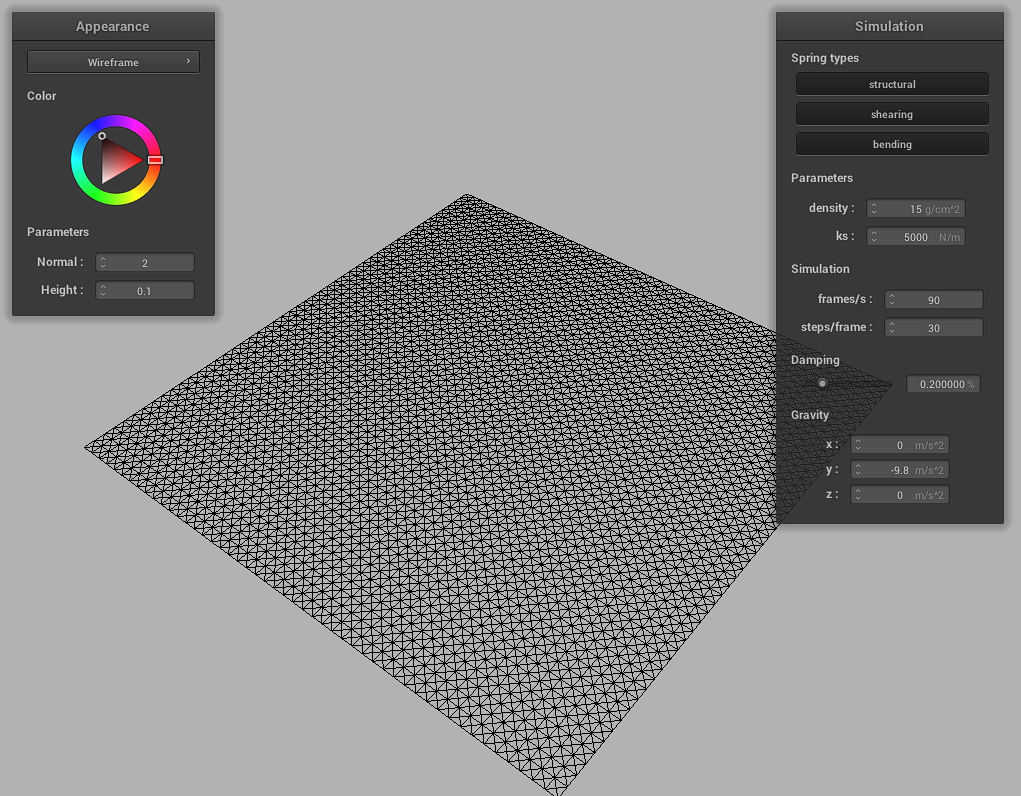 Appearance
Wireframe ›
Color
Parameters
Normal : 2
Height : 0.1
Simulation
Spring types
structural
shearing
bending
Parameters
density : 15 g/cm^2
ks : 5000 N/m
Simulation
frames/s : 90
steps/frame : 30
Damping
0.200000 %
Gravity
x : 0 m/s^2
y : -9.8 m/s^2
z : 0 m/s^2